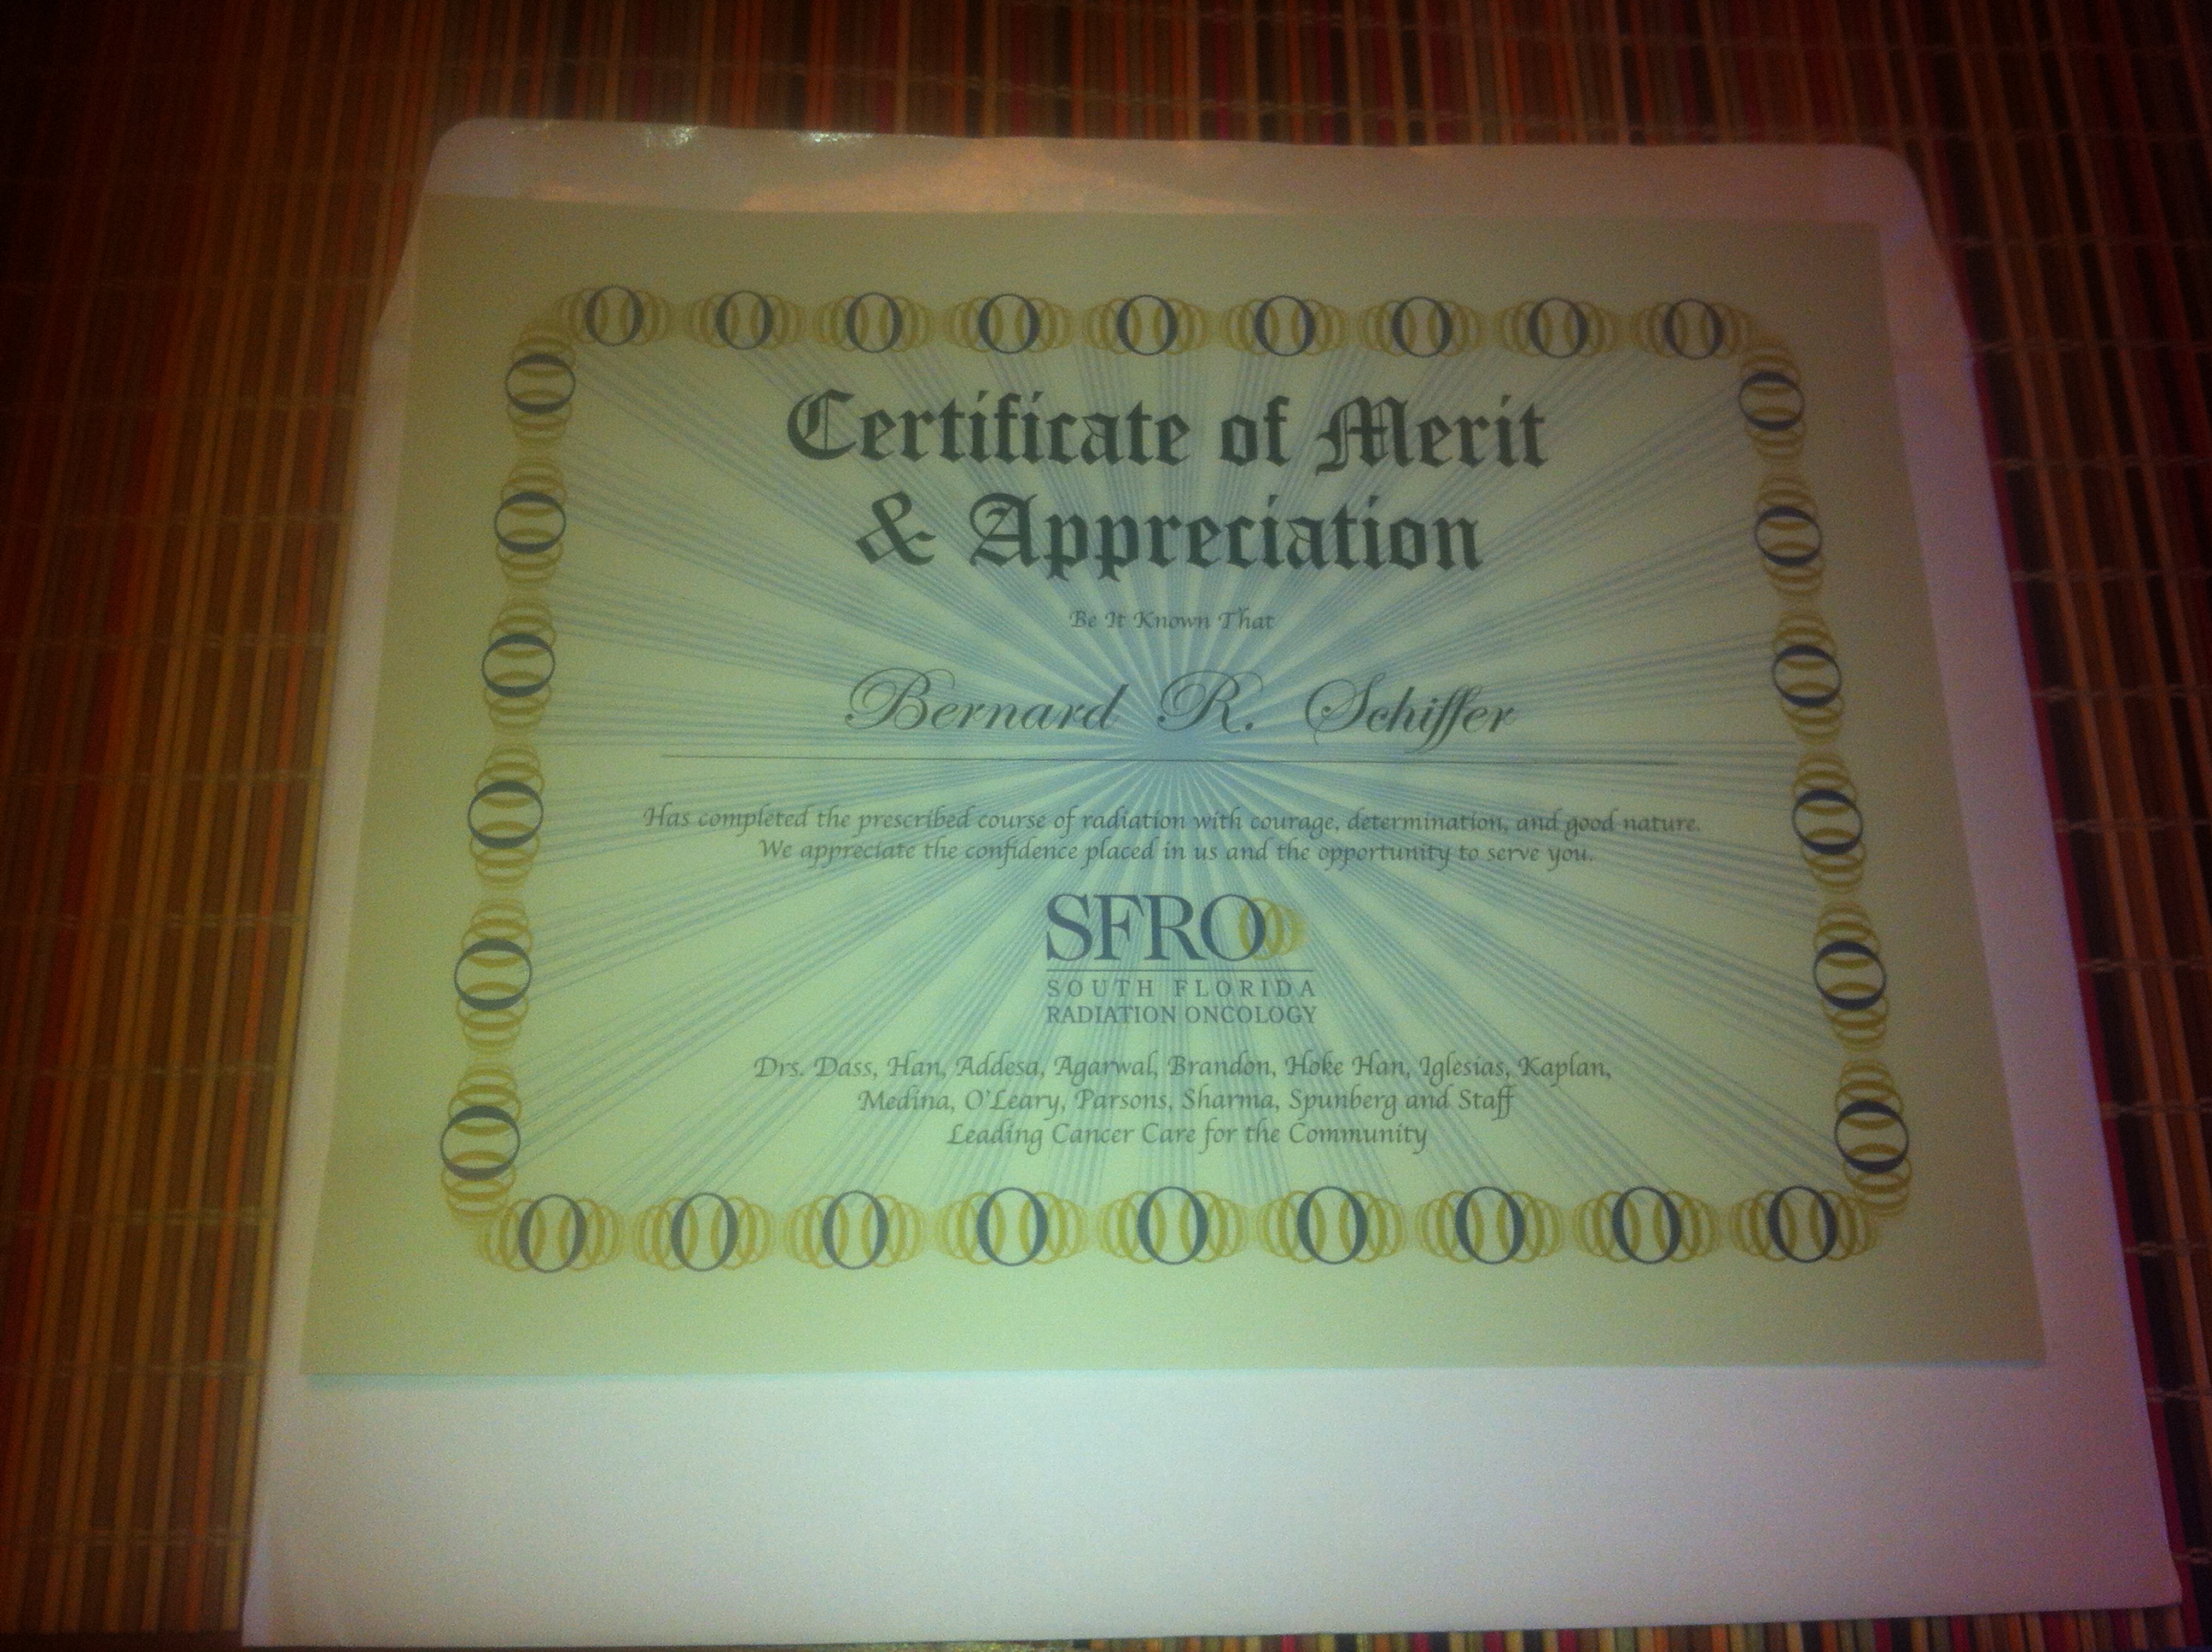 Certificate of Merit
& Appreciation
Be It Known That
Bernard R. Schiffer
Has completed the prescribed course of radiation with courage, determination, and good nature.
We appreciate the confidence placed in us and the opportunity to serve you.
SFRO
SOUTH FLORIDA
RADIATION ONCOLOGY
Drs. Dass, Han, Addesa, Agarwal, Brandon, Hoke Han, Iglesias, Kaplan,
Medina, O'Leary, Parsons, Sharma, Spunberg and Staff
Leading Cancer Care for the Community